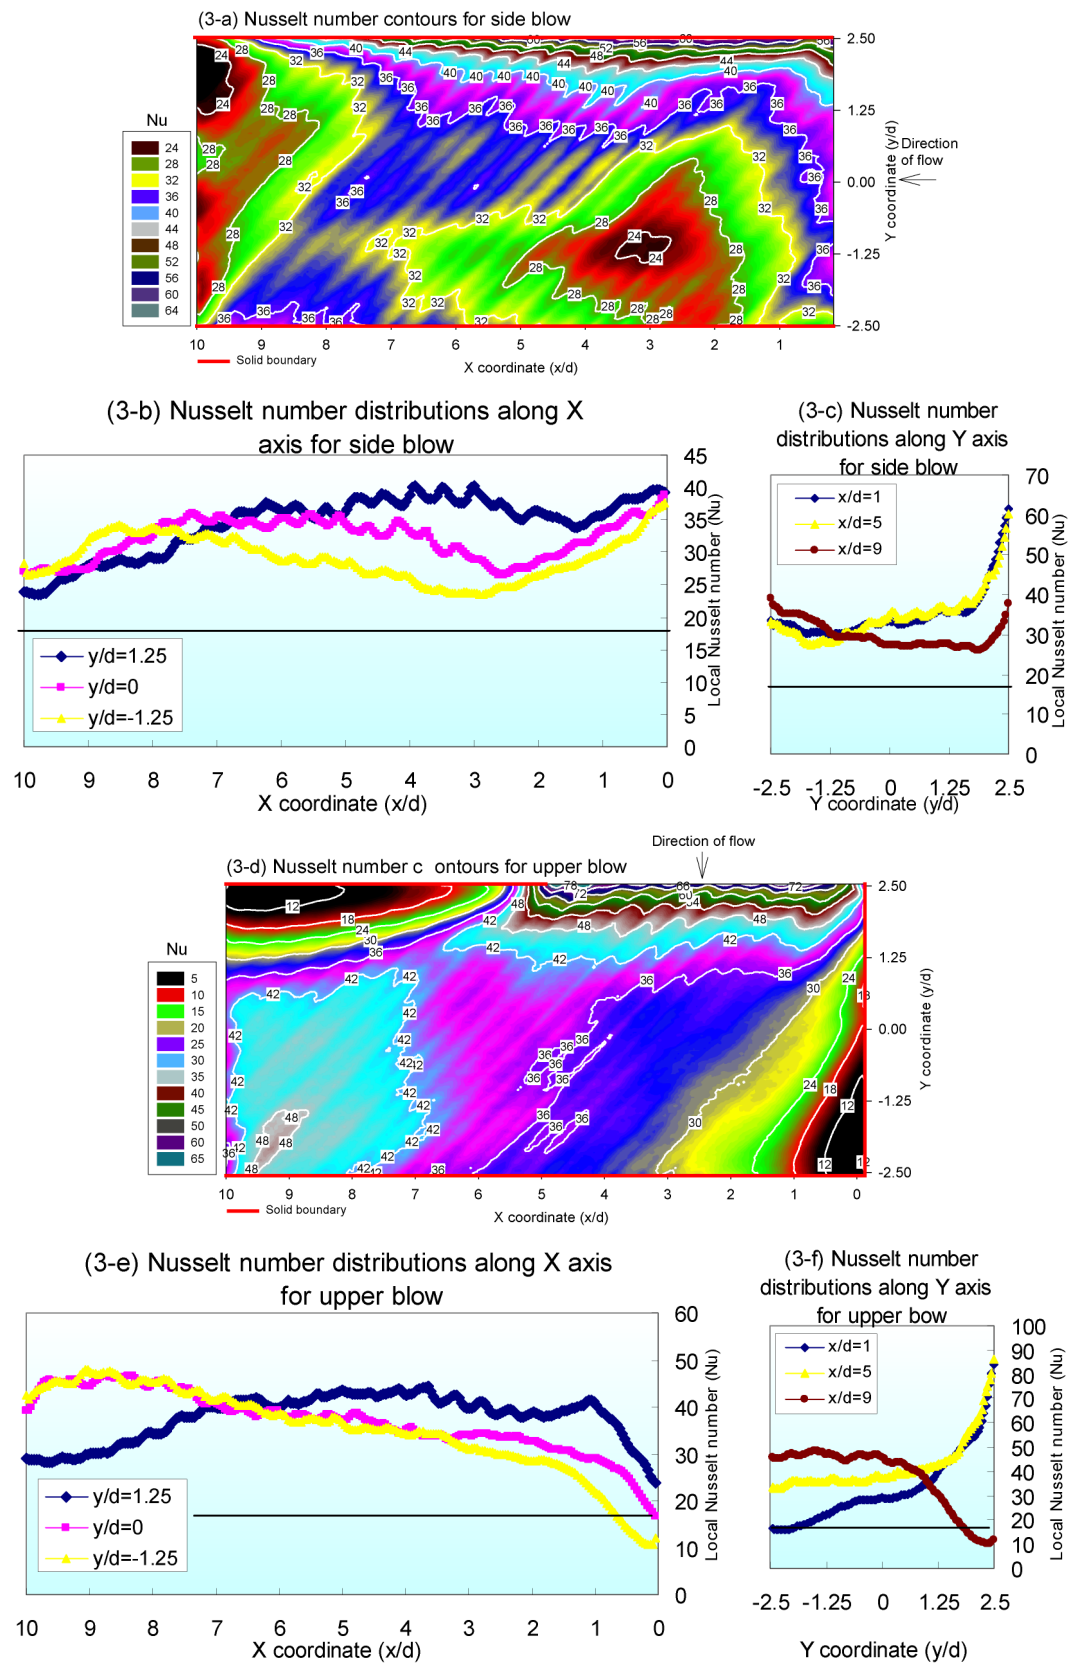 (3-a) Nusselt number contours for side blow
Nu
24
28
32
36
40
44
48
52
56
60
64
2.50
1.25
0.00
-1.25
-2.50
Y coordinate (y/d)
Direction
of flow
10 9 8 7 6 5 4 3 2 1
Solid boundary
X coordinate (x/d)
(3-b) Nusselt number distributions along X
axis for side blow
45
40
35
30
25
20
15
10
5
0
Local Nusselt number (Nu)
y/d=1.25
y/d=0
y/d=-1.25
10 9 8 7 6 5 4 3 2 1 0
X coordinate (x/d)
(3-c) Nusselt number
distributions along Y axis
for side blow
x/d=1
x/d=5
x/d=9
70
60
50
40
30
20
10
0
Local Nusselt number (Nu)
-2.5 -1.25 0 1.25 2.5
Y coordinate (y/d)
Direction of flow
(3-d) Nusselt number c ontours for upper blow
Nu
5
10
15
20
25
30
35
40
45
50
60
65
2.50
1.25
0.00
-1.25
-2.50
Y coordinate (y/d)
10 9 8 7 6 5 4 3 2 1 0
Solid boundary
X coordinate (x/d)
(3-e) Nusselt number distributions along X axis
for upper blow
60
50
40
30
20
10
0
Local Nusselt number (Nu)
y/d=1.25
y/d=0
y/d=-1.25
10 9 8 7 6 5 4 3 2 1 0
X coordinate (x/d)
(3-f) Nusselt number
distributions along Y axis
for upper bow
x/d=1
x/d=5
x/d=9
100
90
80
70
60
50
40
30
20
10
0
Local Nusselt number (Nu)
-2.5 -1.25 0 1.25 2.5
Y coordinate (y/d)